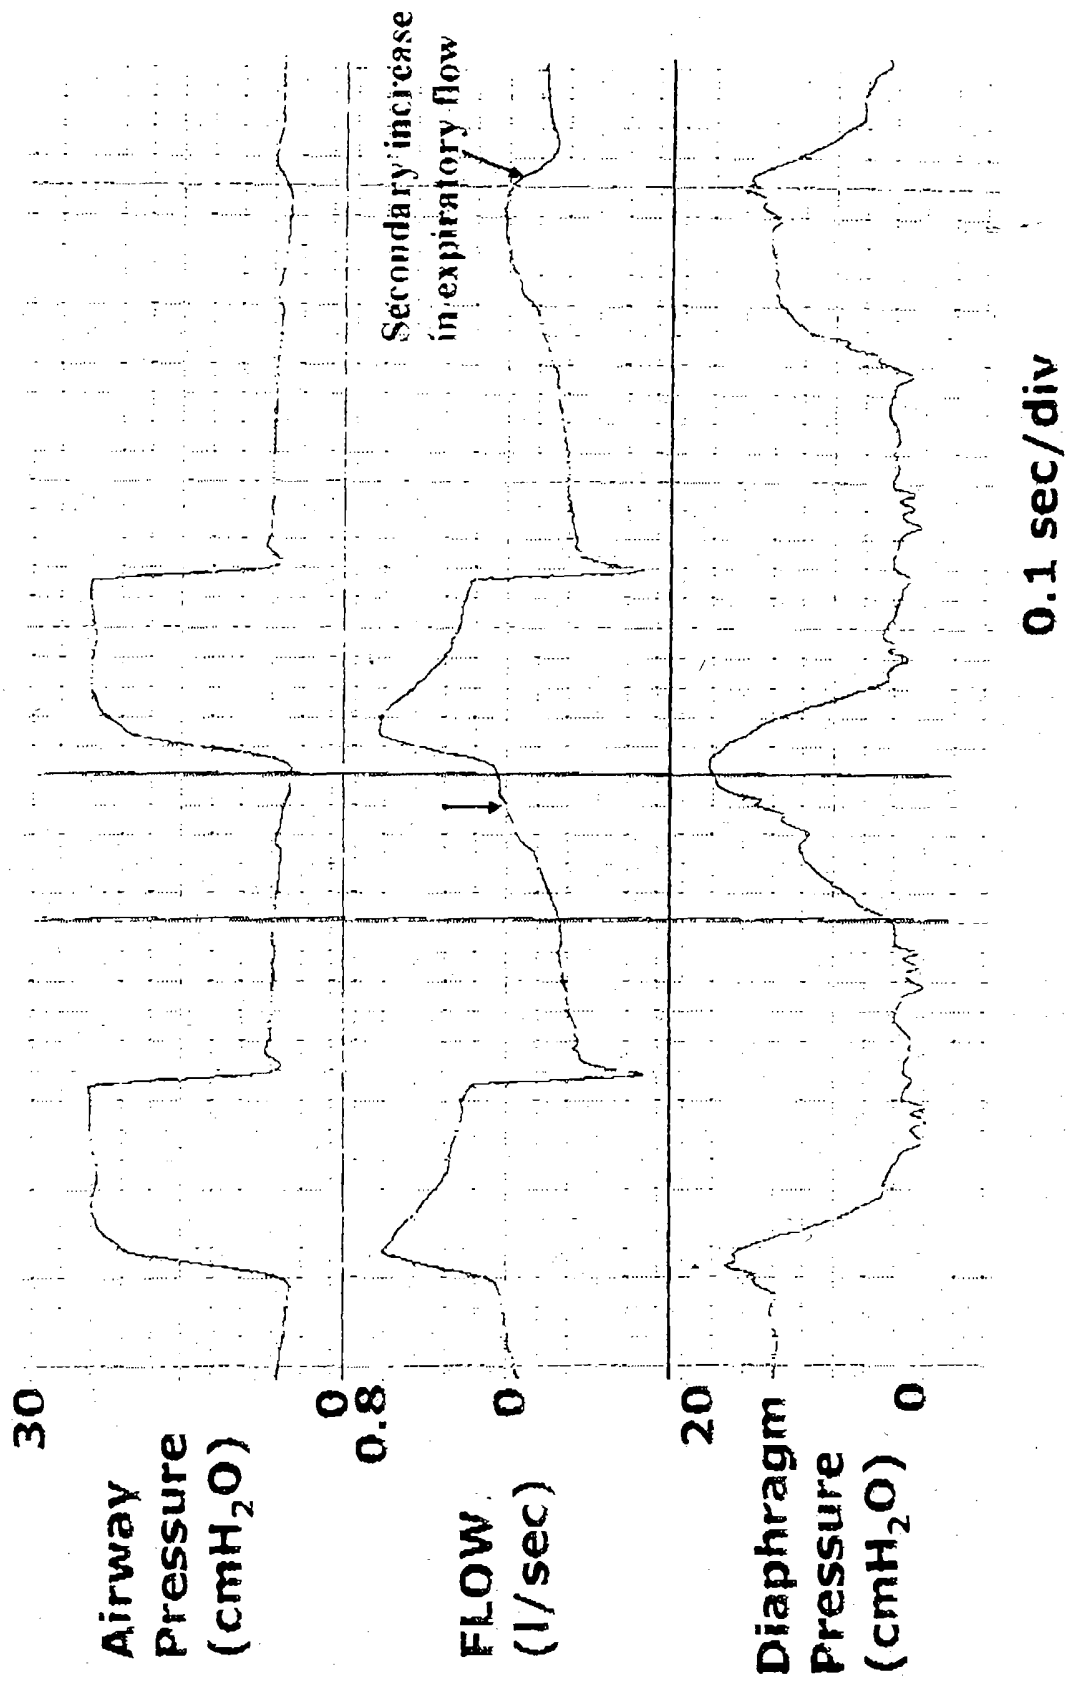 Airway
Pressure
(cmH₂O)
30
0
FLOW
(l/sec)
0.8
0
Diaphragm
Pressure
(cmH₂O)
20
0
Secondary increase
in expiratory flow
0.1 sec/div